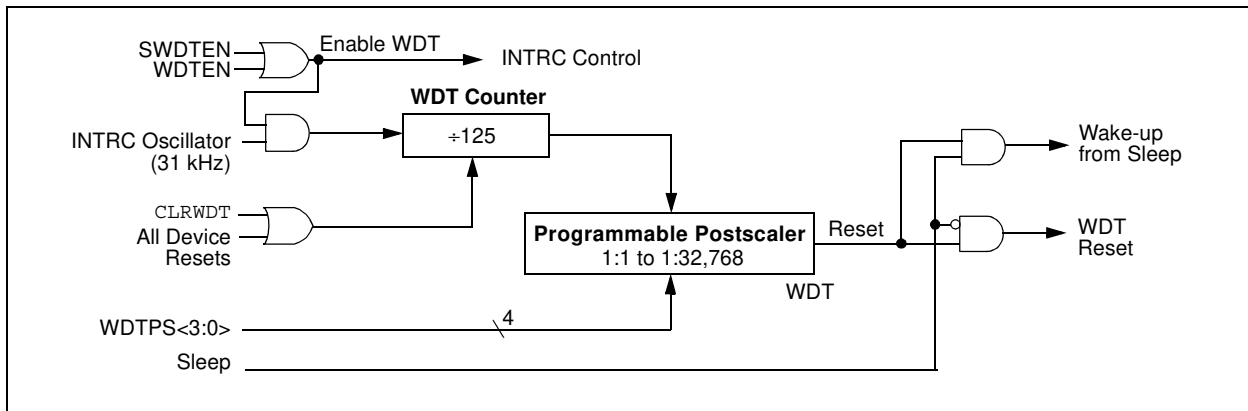 SWDTEN
WDTEN
Enable WDT
INTRC Control
WDT Counter
÷125
INTRC Oscillator
(31 kHz)
Wake-up
from Sleep
CLRWDT
All Device
Resets
Programmable Postscaler
1:1 to 1:32,768
Reset
WDT
Reset
WDT
WDTPS<3:0>
4
Sleep